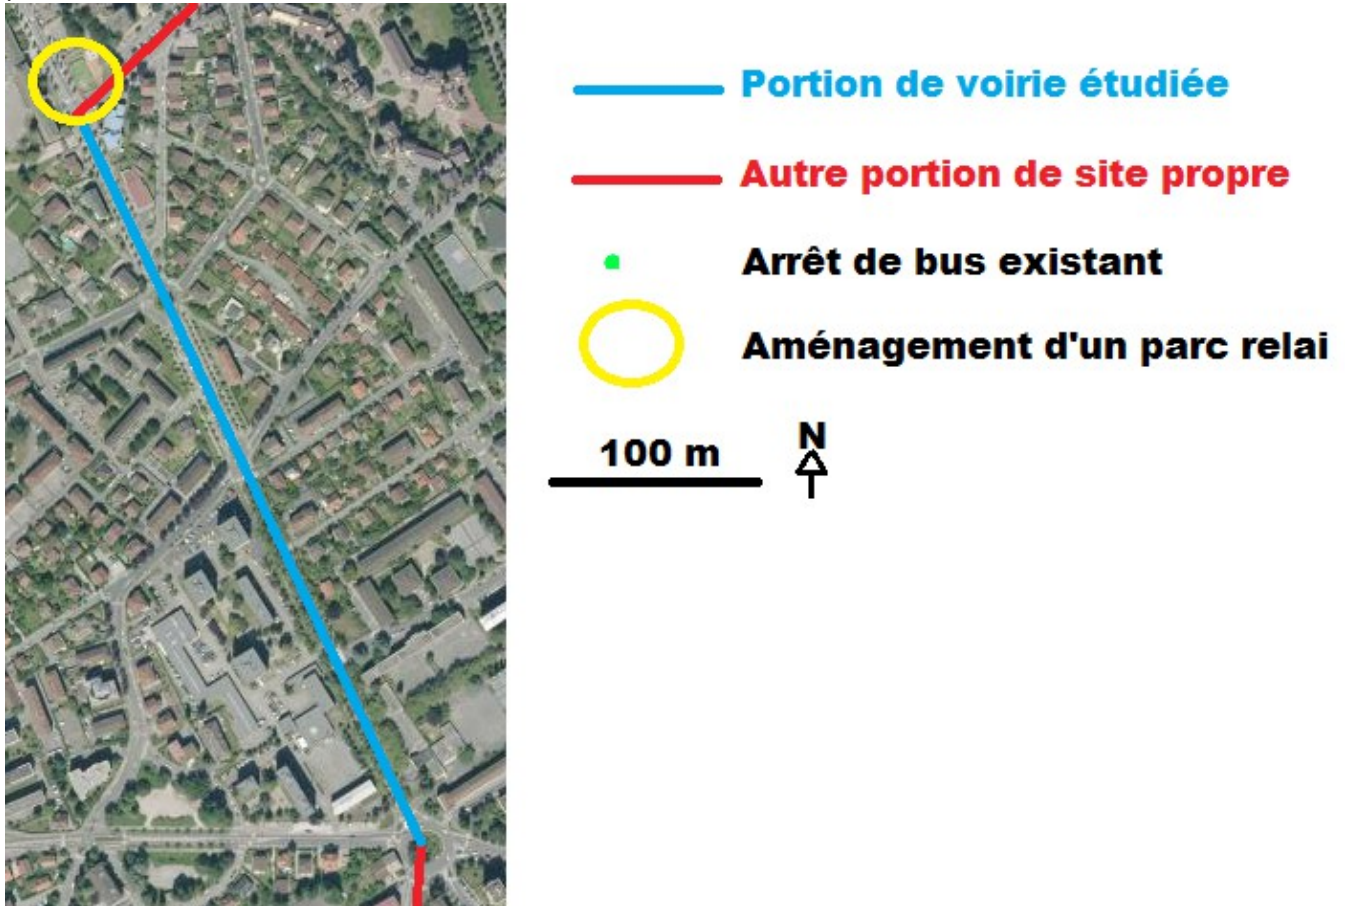 Portion de voirie étudiée
Autre portion de site propre
Arrêt de bus existant
Aménagement d'un parc relai
100 m
N